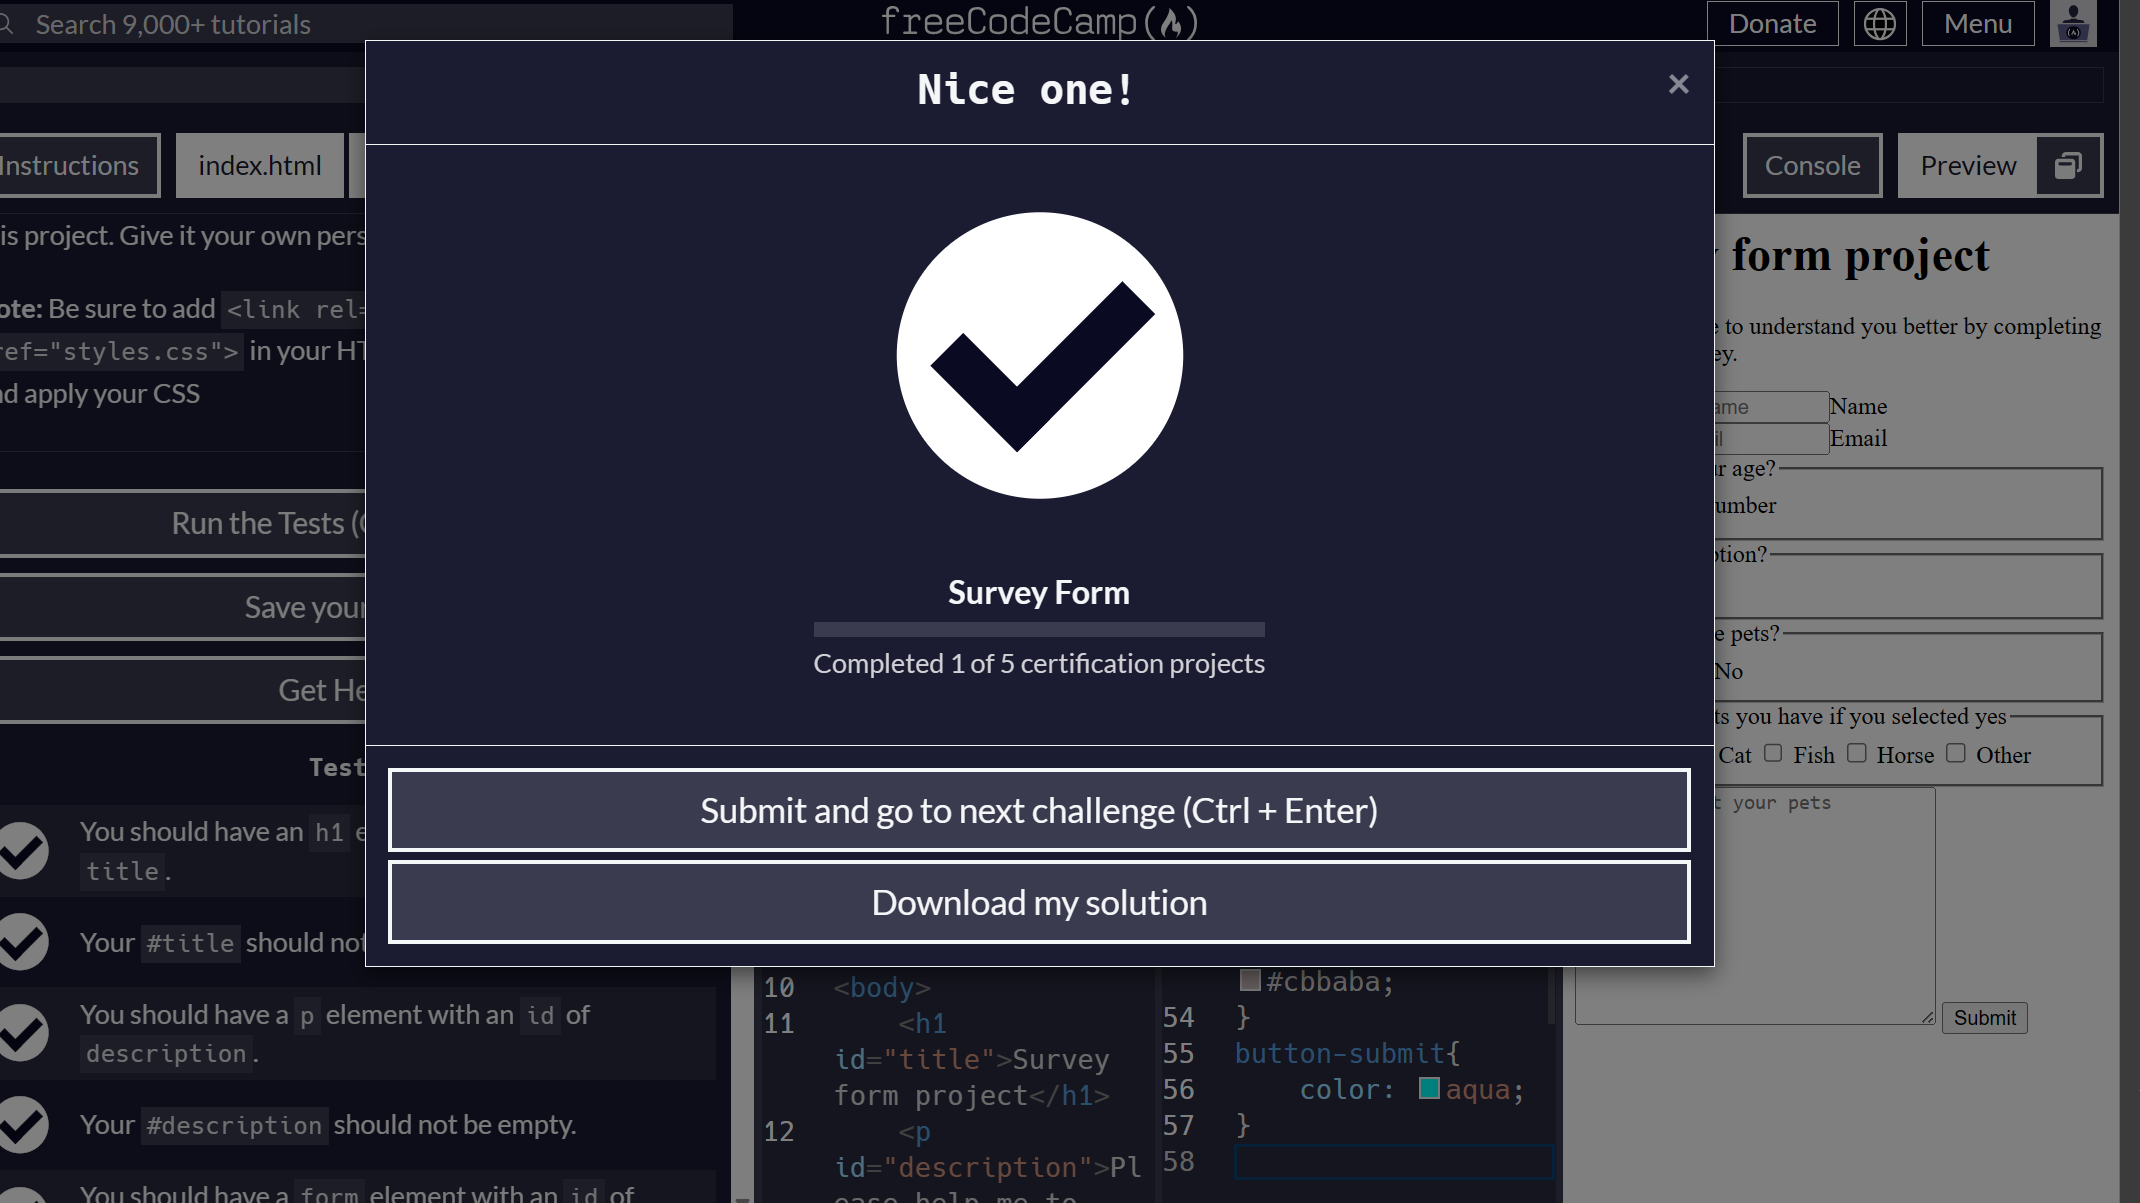 Search 9,000+ tutorials
freeCodeCamp
Donate
Menu
Nice one!
×
Instructions
index.html
Console
Preview
is project. Give it your own
ote: Be sure to add <link rel=
ref="styles.css"> in your
apply your CSS
Run the Tests
Save your
Get
Test
You should have an h1
title.
Your #title should not
You should have a p element with an id of
description.
Your #description should not be empty.
You should have a form element with an id of
Survey Form
Completed 1 of 5 certification projects
Submit and go to next challenge (Ctrl + Enter)
Download my solution
10 <body>
11 <h1
id="title">Survey
form project</h1>
12 <p
id="description">Pl
ease help me to
#cbbaba;
54 }
55 button-submit{
56 color: aqua;
57 }
58
form project
to understand you better by completing
ey.
ame Name
il Email
ur age?
umber
ption?
e pets?
No
ts you have if you selected yes
Cat Fish Horse Other
t your pets
Submit